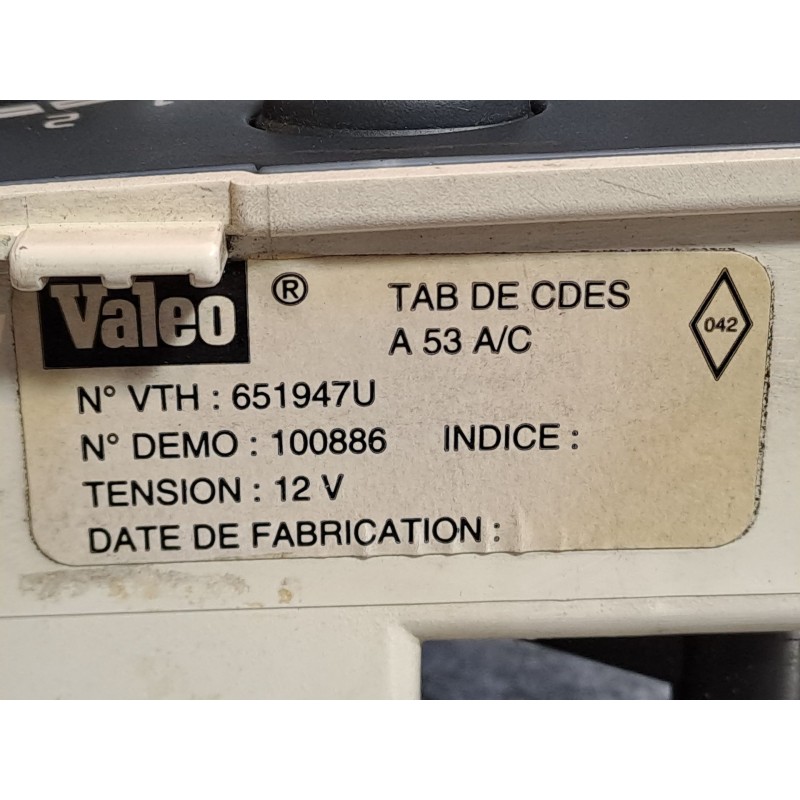 Valeo ® TAB DE CDES
A 53 A/C
042
N° VTH : 651947U
N° DEMO : 100886 INDICE :
TENSION : 12 V
DATE DE FABRICATION :